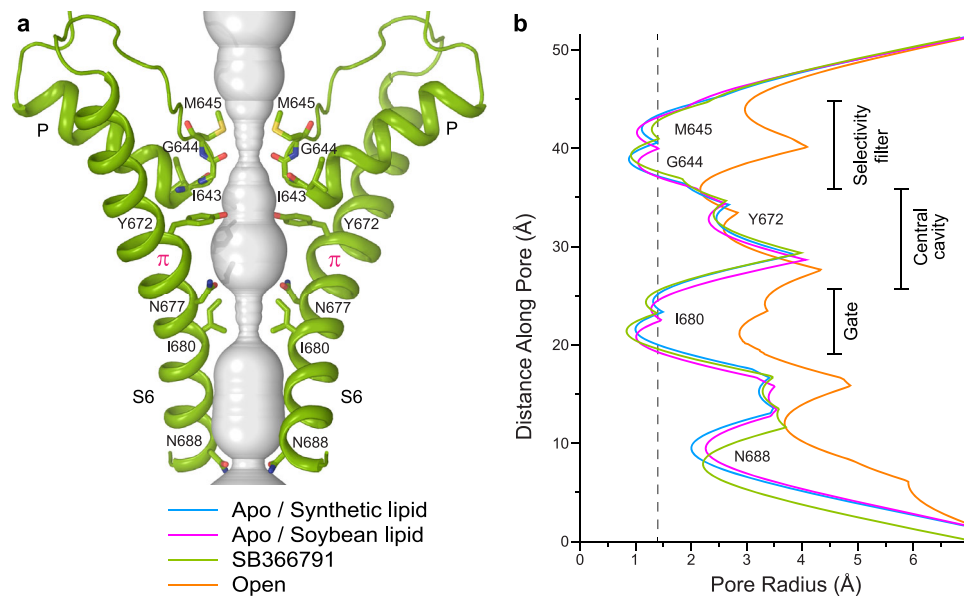 a
P
P
M645
M645
G644
G644
I643
I643
Y672
Y672
π
π
N677
N677
I680
I680
S6
S6
N688
N688
Apo / Synthetic lipid
Apo / Soybean lipid
SB366791
Open
b
50
40
30
20
10
0
Distance Along Pore (Å)
0 1 2 3 4 5 6
Pore Radius (Å)
M645
G644
Y672
I680
N688
Selectivity
filter
Central
cavity
Gate